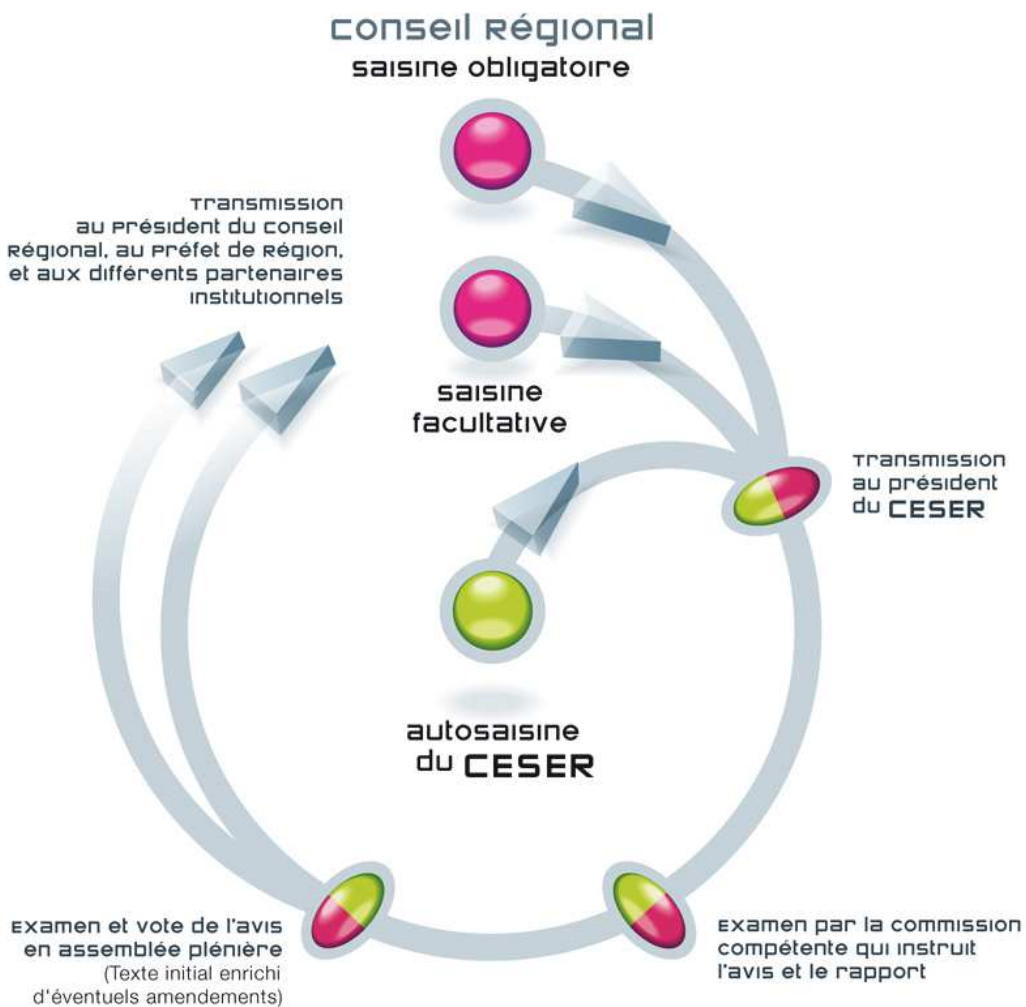 Conseil Régional
saisine obligatoire
Transmission
au Président du Conseil
Régional, au Préfet de Région,
et aux différents partenaires
institutionnels
saisine
facultative
Transmission
au président
du CESER
autosaisine
du CESER
Examen et vote de l'avis
en assemblée plénière
(Texte initial enrichi
d'éventuels amendements)
Examen par la commission
compétente qui instruit
l'avis et le rapport